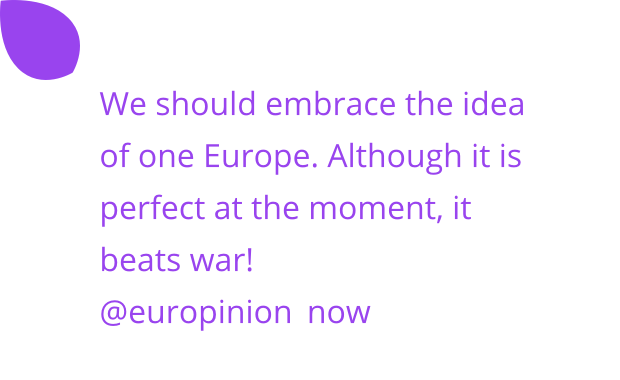 We should embrace the idea
of one Europe. Although it is
perfect at the moment, it
beats war!
@europinion  now